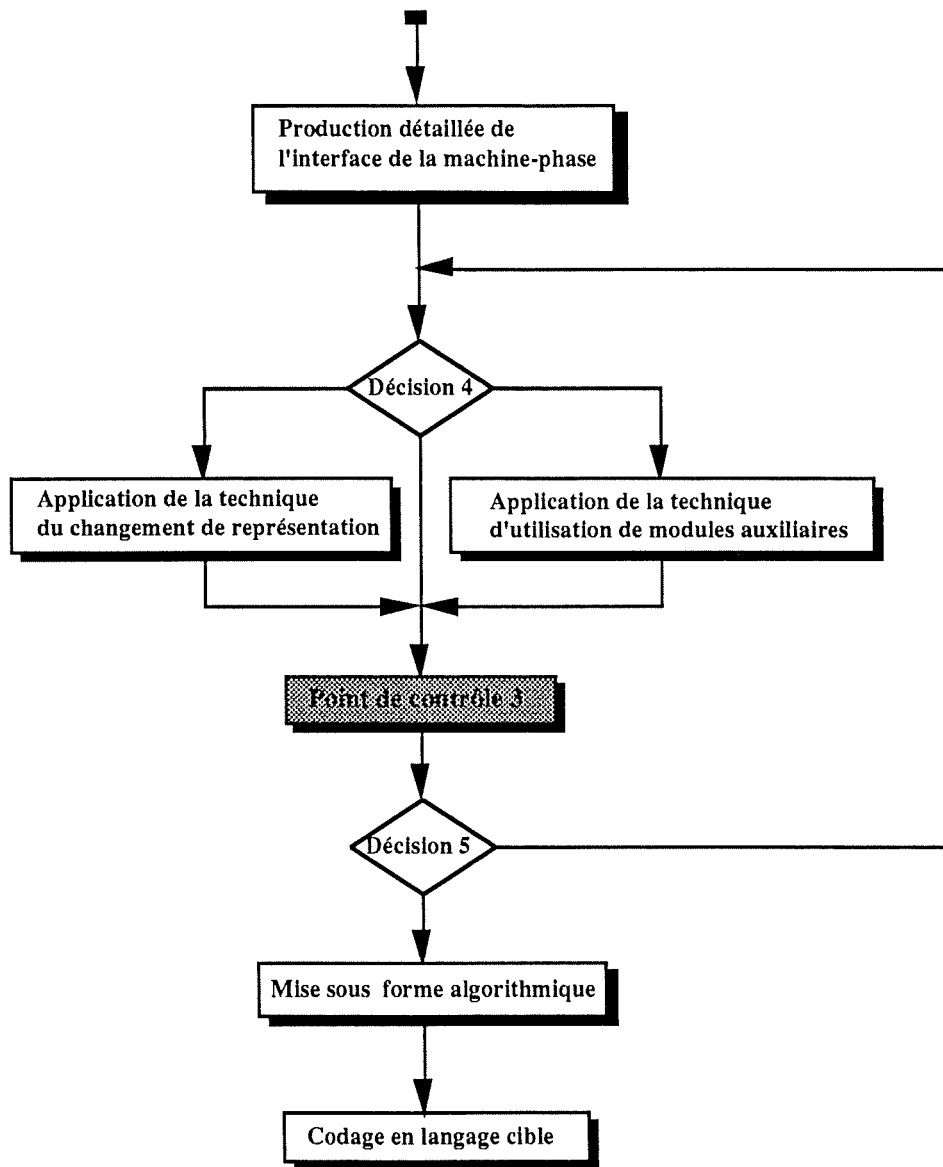 Production détaillée de
l'interface de la machine-phase
Décision 4
Application de la technique
du changement de représentation
Application de la technique
d'utilisation de modules auxiliaires
Point de contrôle 3
Décision 5
Mise sous forme algorithmique
Codage en langage cible